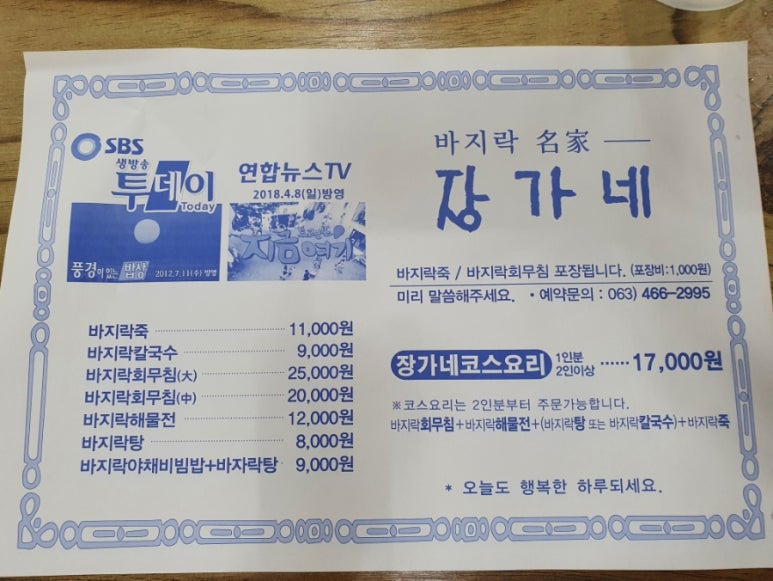 SBS
생방송
투데이
Today
풍경이 있는 밥상
2012.7.11(수) 방영
연합뉴스TV
2018.4.8(일)방영
지금 여기
바지락죽 11,000원
바지락칼국수 9,000원
바지락회무침(大) 25,000원
바지락회무침(中) 20,000원
바지락해물전 12,000원
바지락탕 8,000원
바지락야채비빔밥+바자락탕 9,000원
바지락 名家
장가네
바지락죽 / 바지락회무침 포장됩니다. (포장비:1,000원)
미리 말씀해주세요. • 예약문의 : 063) 466-2995
장가네코스요리 1인분 2인이상 ······ 17,000원
※코스요리는 2인분부터 주문가능합니다.
바지락회무침+바지락해물전+(바지락탕 또는 바지락칼국수)+바지락죽
* 오늘도 행복한 하루되세요.